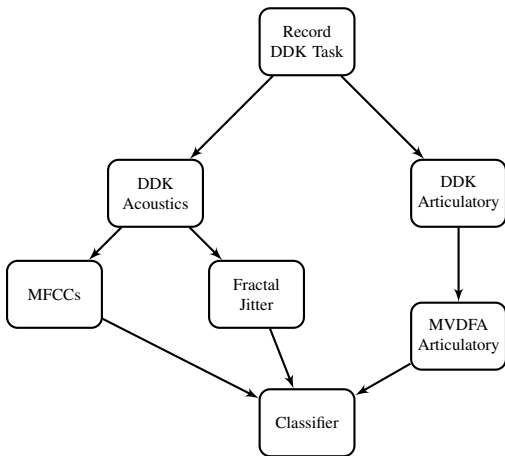 Record
DDK Task
DDK
Acoustics
DDK
Articulatory
MFCCs
Fractal
Jitter
MVDFA
Articulatory
Classifier